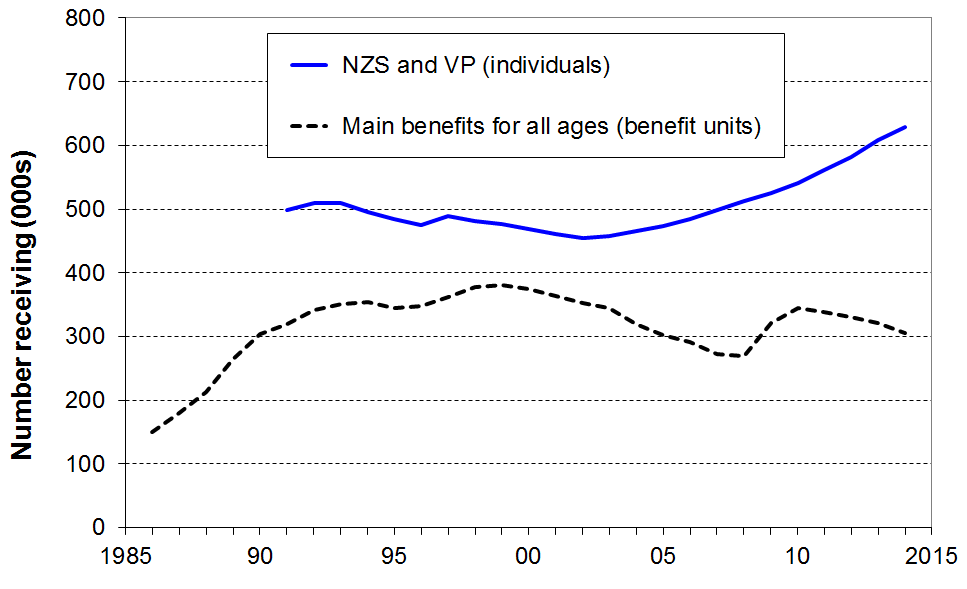 800
700
600
500
400
300
200
100
0
Number receiving (000s)
NZS and VP (individuals)
Main benefits for all ages (benefit units)
1985 90 95 00 05 10 2015